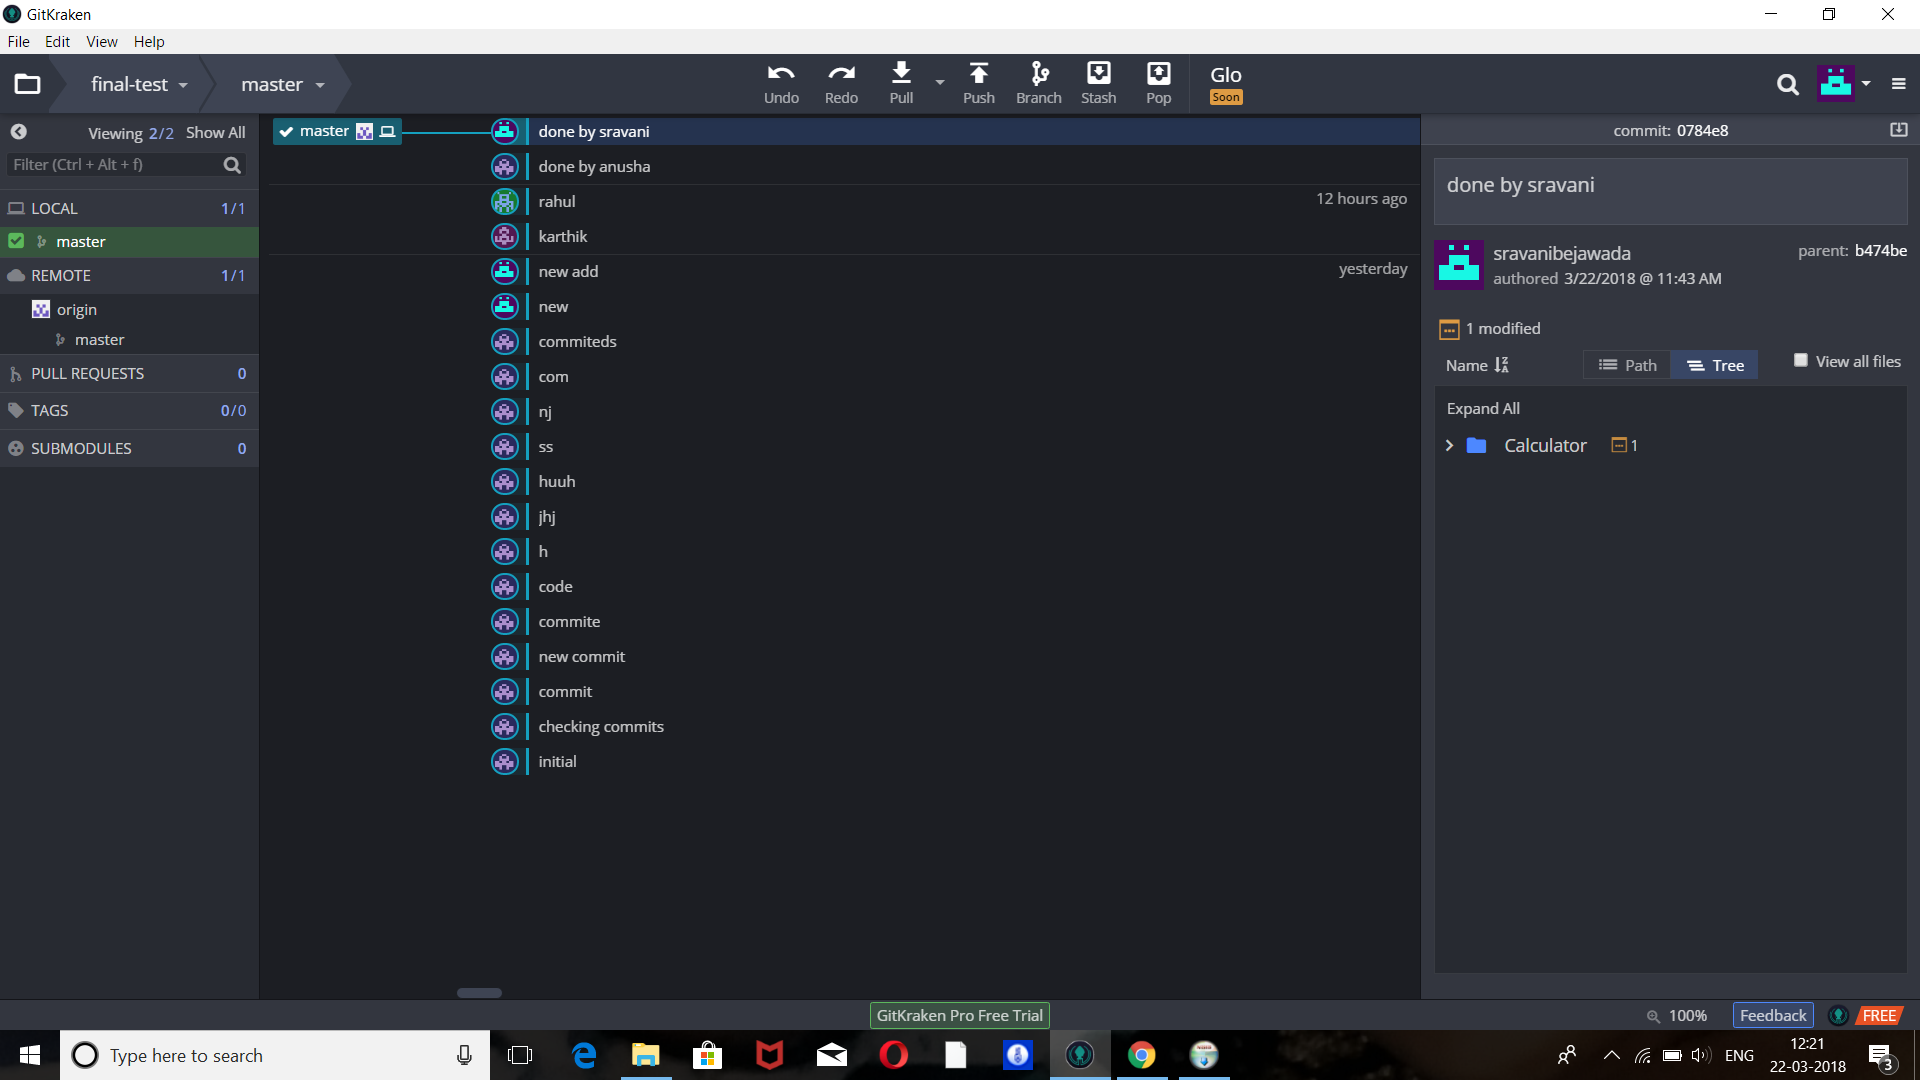 GitKraken
File Edit View Help
final-test master Undo Redo Pull Push Branch Stash Pop Glo Soon
Viewing 2/2 Show All
Filter (Ctrl + Alt + f)
LOCAL 1/1
master
REMOTE 1/1
origin
master
PULL REQUESTS 0
TAGS 0/0
SUBMODULES 0
master done by sravani
done by anusha
rahul 12 hours ago
karthik
new add yesterday
new
commiteds
com
nj
ss
huuh
jhj
h
code
commite
new commit
commit
checking commits
initial
commit: 0784e8
done by sravani
sravanibejawada parent: b474be
authored 3/22/2018 @ 11:43 AM
1 modified
Name Path Tree View all files
Expand All
Calculator 1
GitKraken Pro Free Trial 100% Feedback FREE
Type here to search ENG 12:21
22-03-2018 3